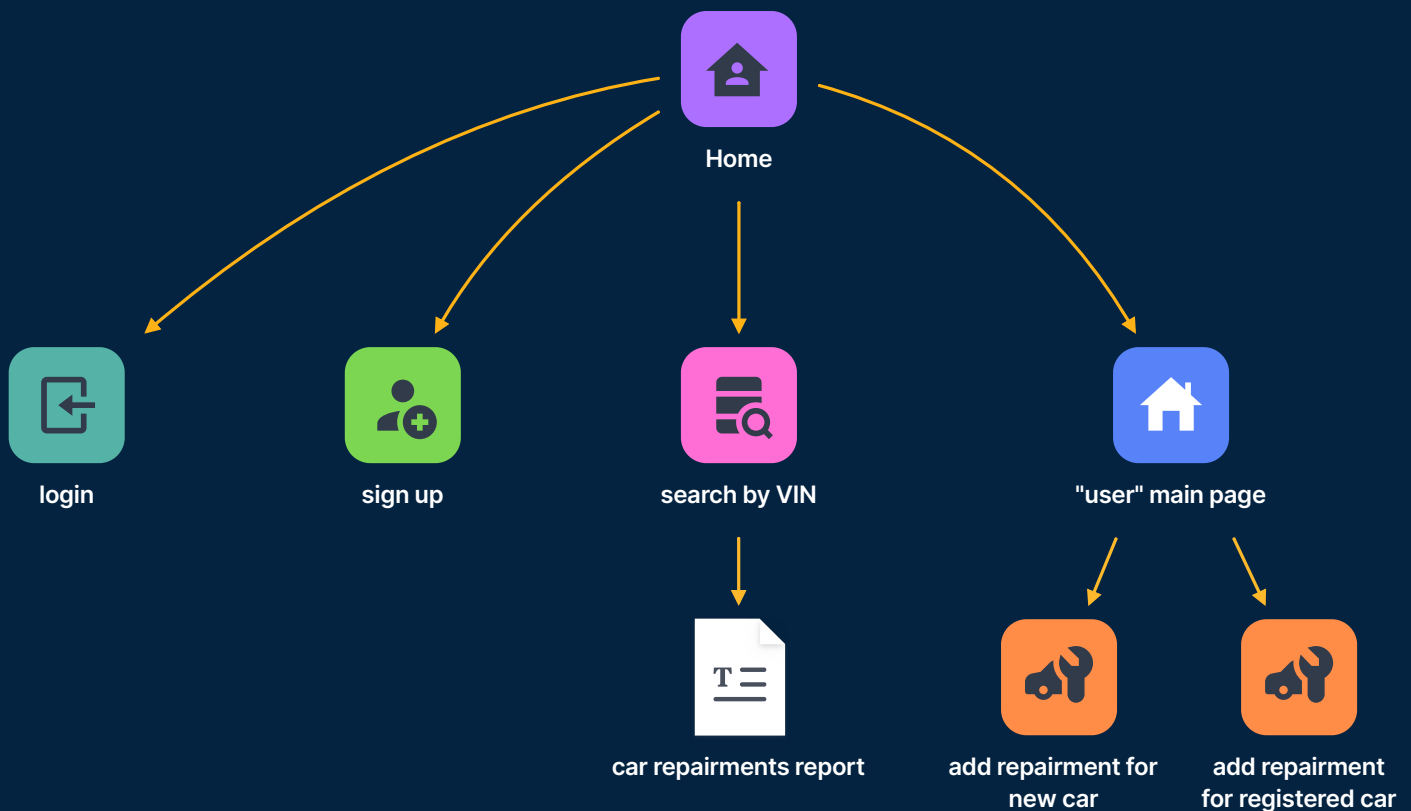 Home
login
sign up
search by VIN
"user" main page
T
car repairments report
add repairment for
new car
add repairment
for registered car